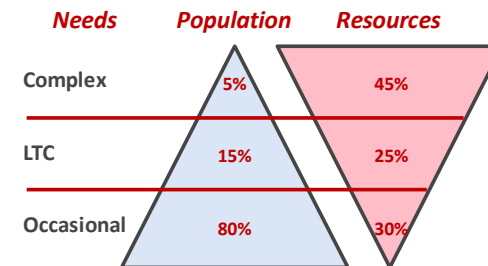 Needs Population Resources
Complex 5% 45%
LTC 15% 25%
Occasional 80% 30%